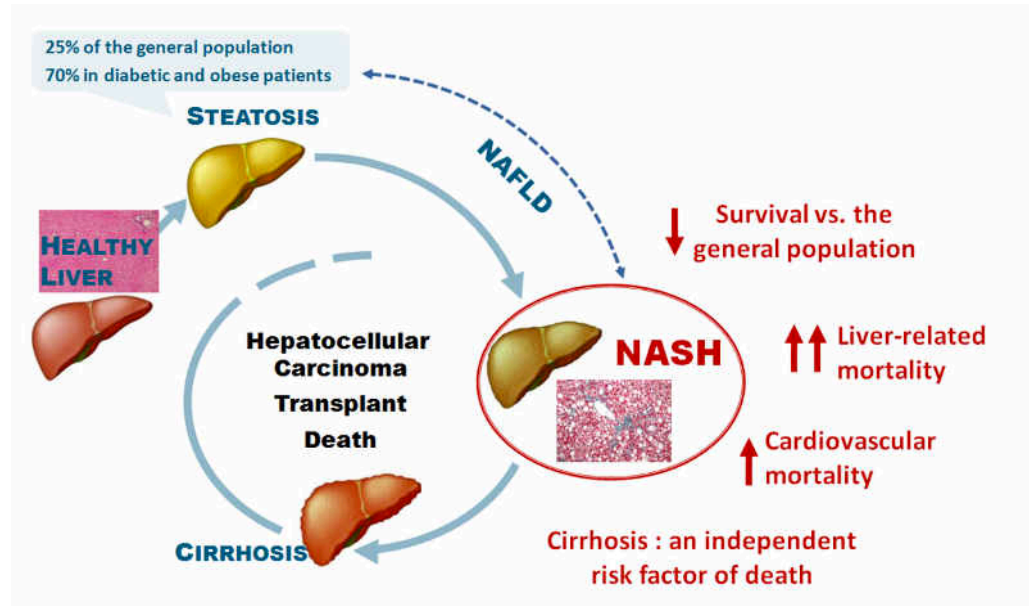 25% of the general population
70% in diabetic and obese patients
STEATOSIS
NAFLD
HEALTHY
LIVER
Survival vs. the
general population
Hepatocellular
Carcinoma
Transplant
Death
NASH
Liver-related
mortality
Cardiovascular
mortality
CIRRHOSIS
Cirrhosis : an independent
risk factor of death